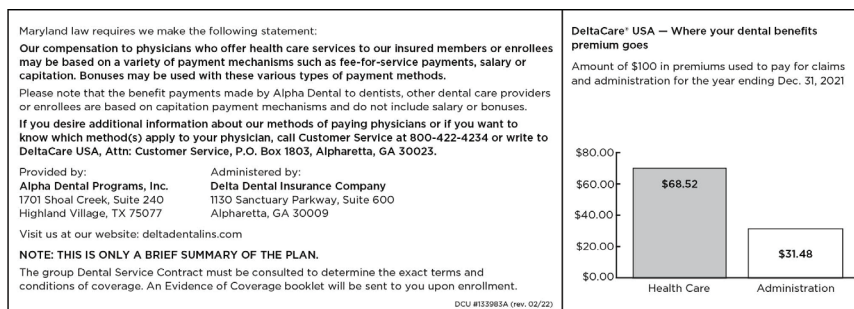 Maryland law requires we make the following statement:
Our compensation to physicians who offer health care services to our insured members or enrollees
may be based on a variety of payment mechanisms such as fee-for-service payments, salary or
capitation. Bonuses may be used with these various types of payment methods.
Please note that the benefit payments made by Alpha Dental to dentists, other dental care providers
or enrollees are based on capitation payment mechanisms and do not include salary or bonuses.
If you desire additional information about our methods of paying physicians or if you want to
know which method(s) apply to your physician, call Customer Service at 800-422-4234 or write to
DeltaCare USA, Attn: Customer Service, P.O. Box 1803, Alpharetta, GA 30023.
Provided by:
Alpha Dental Programs, Inc.
1701 Shoal Creek, Suite 240
Highland Village, TX 75077
Administered by:
Delta Dental Insurance Company
1130 Sanctuary Parkway, Suite 600
Alpharetta, GA 30009
Visit us at our website: deltadentalins.com
NOTE: THIS IS ONLY A BRIEF SUMMARY OF THE PLAN.
The group Dental Service Contract must be consulted to determine the exact terms and
conditions of coverage. An Evidence of Coverage booklet will be sent to you upon enrollment.
DCU #133983A (rev. 02/22)
DeltaCare® USA — Where your dental benefits
premium goes
Amount of $100 in premiums used to pay for claims
and administration for the year ending Dec. 31, 2021
$80.00
$60.00
$40.00
$20.00
$0.00
$68.52
$31.48
Health Care
Administration